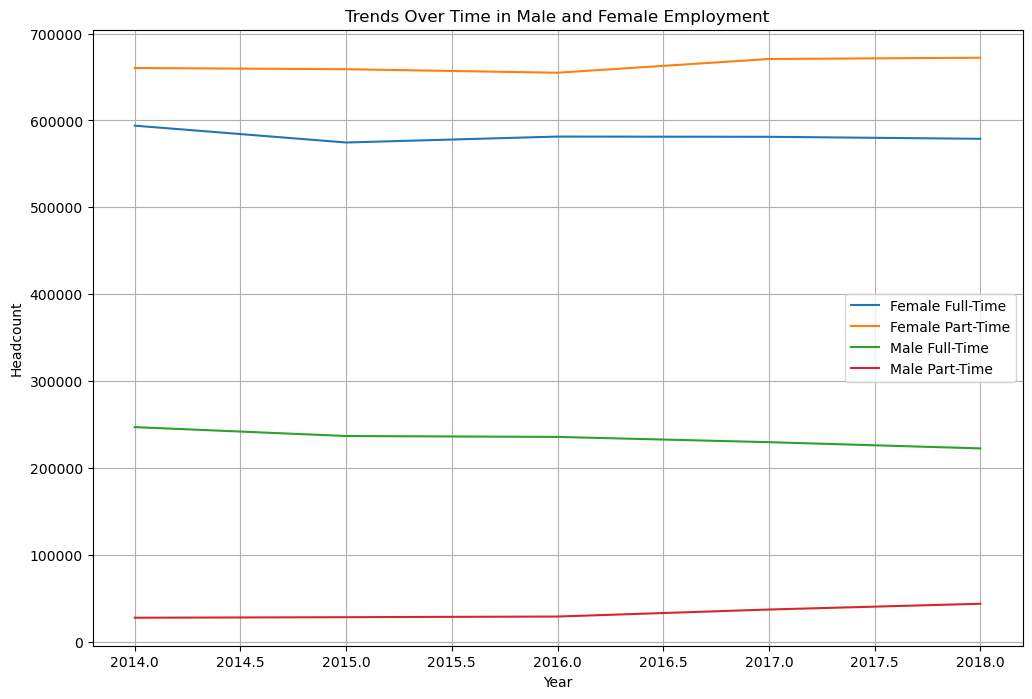 Trends Over Time in Male and Female Employment
700000
600000
500000
400000
300000
200000
100000
0
Headcount
Female Full-Time
Female Part-Time
Male Full-Time
Male Part-Time
2014.0 2014.5 2015.0 2015.5 2016.0 2016.5 2017.0 2017.5 2018.0
Year